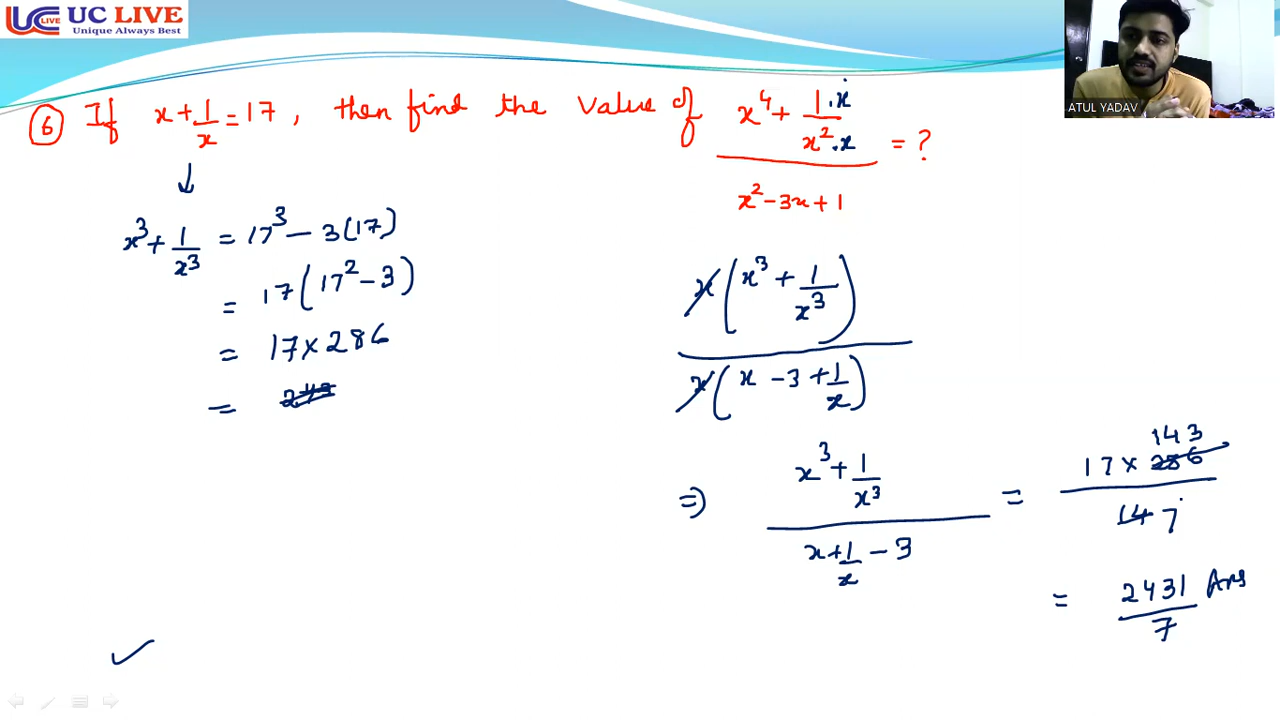 UC LIVE
UC LIVE
Unique Always Best
ATUL YADAV
6 If x + 1/x = 17, then find the value of (x⁴ + 1·x/x²·x)/(x² - 3x + 1) = ?
↓
x³ + 1/x³ = 17³ - 3(17)
= 17(17² - 3)
= 17 × 286
=
x(x³ + 1/x³)/x(x - 3 + 1/x)
⇒ (x³ + 1/x³)/(x + 1/x - 3) = 17 × 286 143/14 7
= 2431/7 Ans